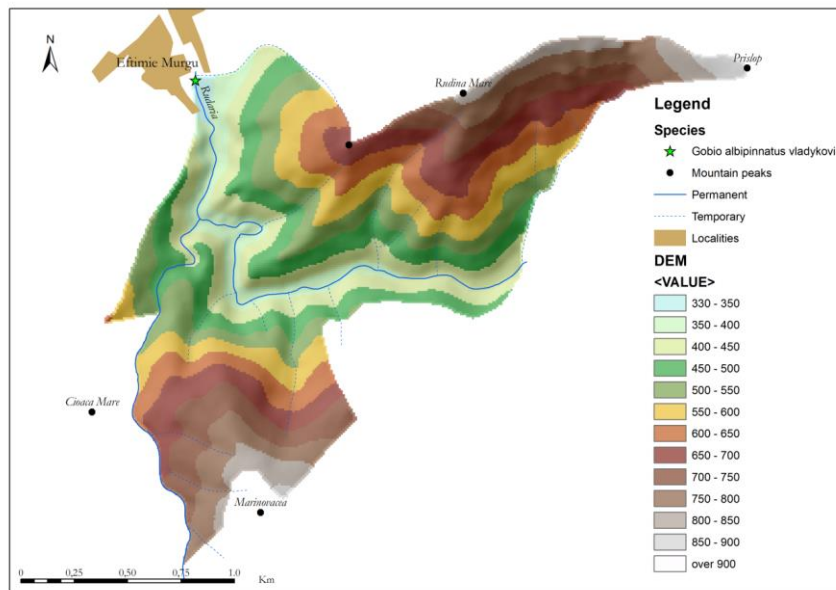 N
Eftimie Murgu
Rudaria
Prislop
Rudina Mare
Cioaca Mare
Marinovacea
Legend
Species
Gobio albipinnatus vladykovi
Mountain peaks
Permanent
Temporary
Localities
DEM
<VALUE>
330 - 350
350 - 400
400 - 450
450 - 500
500 - 550
550 - 600
600 - 650
650 - 700
700 - 750
750 - 800
800 - 850
850 - 900
over 900
0 0,25 0,50 0,75 1.0
Km